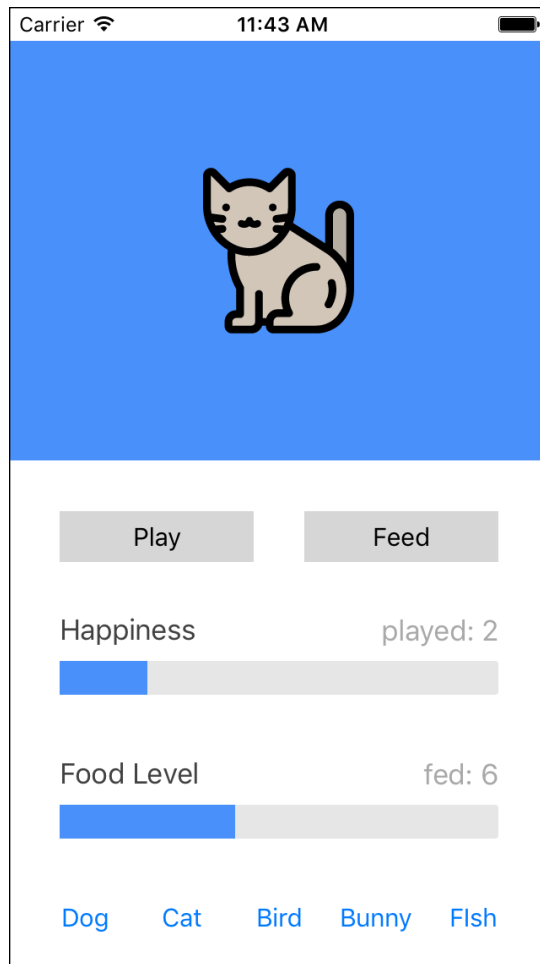 Carrier 11:43 AM
Play Feed
Happiness played: 2
Food Level fed: 6
Dog Cat Bird Bunny FIsh